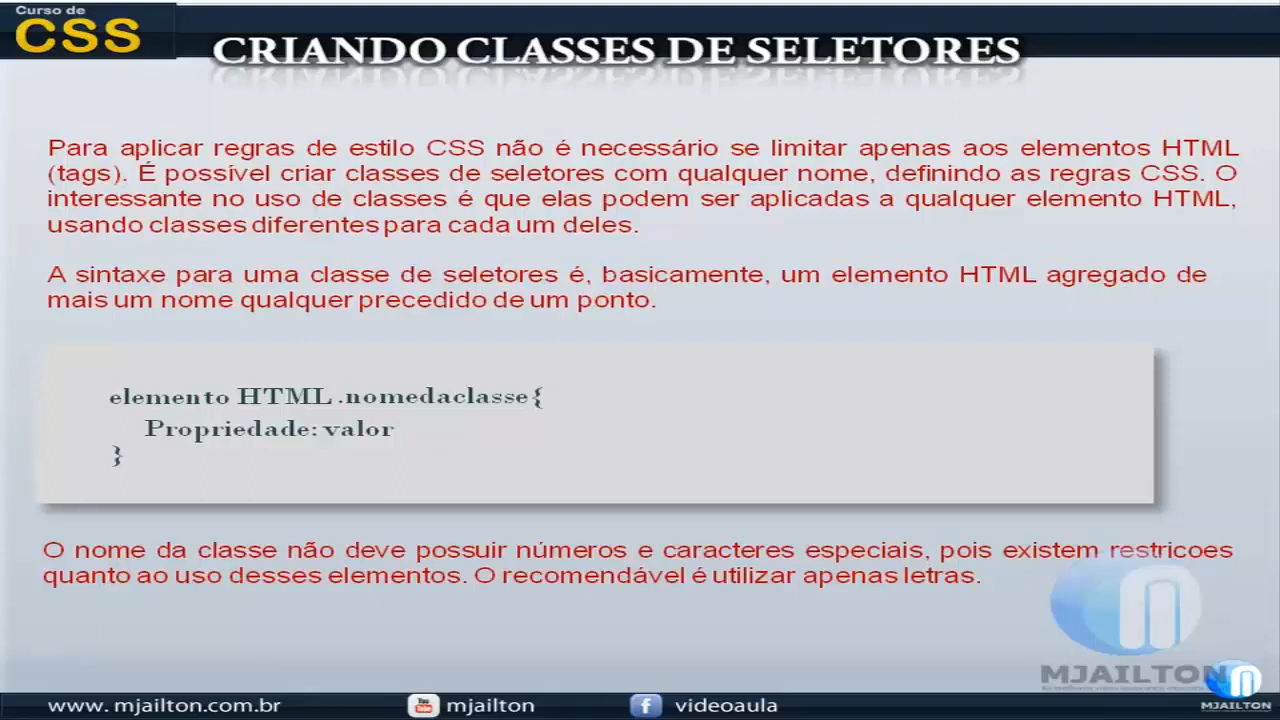 Curso de
CSS
CRIANDO CLASSES DE SELETORES
Para aplicar regras de estilo CSS não é necessário se limitar apenas aos elementos HTML
(tags). É possível criar classes de seletores com qualquer nome, definindo as regras CSS. O
interessante no uso de classes é que elas podem ser aplicadas a qualquer elemento HTML,
usando classes diferentes para cada um deles.
A sintaxe para uma classe de seletores é, basicamente, um elemento HTML agregado de
mais um nome qualquer precedido de um ponto.
elemento HTML .nomedaclasse{
Propriedade: valor
}
O nome da classe não deve possuir números e caracteres especiais, pois existem restricoes
quanto ao uso desses elementos. O recomendável é utilizar apenas letras.
MJAILTON
www. mjailton.com.br
You Tube
mjailton
f
videoaula
MJAILTON